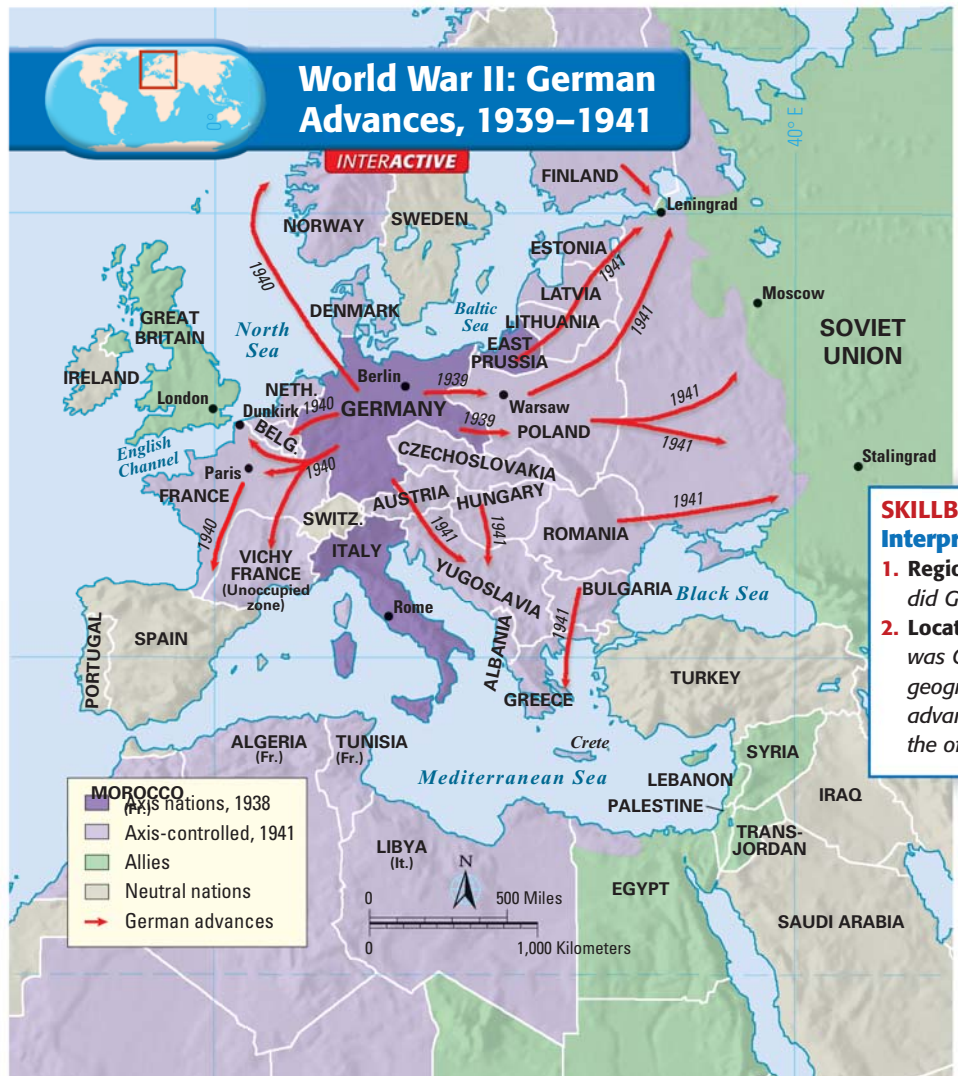 World War II: German
Advances, 1939–1941
INTERACTIVE
0°
40° E
FINLAND
Leningrad
NORWAY
SWEDEN
ESTONIA
1941
1940
LATVIA
Moscow
DENMARK
Baltic
Sea
LITHUANIA
1941
GREAT
BRITAIN
North
Sea
SOVIET
UNION
EAST
PRUSSIA
IRELAND
Berlin
1939
NETH.
London
Warsaw
1941
Dunkirk
1940
GERMANY
1939
POLAND
BELG.
1941
English
Channel
CZECHOSLOVAKIA
Stalingrad
Paris
1940
FRANCE
AUSTRIA
HUNGARY
1941
SWITZ.
1940
1941
1941
ROMANIA
ITALY
VICHY
FRANCE
(Unoccupied
zone)
YUGOSLAVIA
BULGARIA
Black Sea
Rome
1941
PORTUGAL
SPAIN
ALBANIA
TURKEY
GREECE
ALGERIA
(Fr.)
TUNISIA
(Fr.)
Crete
SYRIA
Mediterranean Sea
LEBANON
IRAQ
PALESTINE
TRANS-
JORDAN
MOROCCO
(Fr.)
LIBYA
(It.)
N
EGYPT
SAUDI ARABIA
0 500 Miles
0 1,000 Kilometers
Axis nations, 1938
Axis-controlled, 1941
Allies
Neutral nations
German advances
SKILLB
Interpr
1. Regio
did G
2. Locat
was
geogr
advar
the of